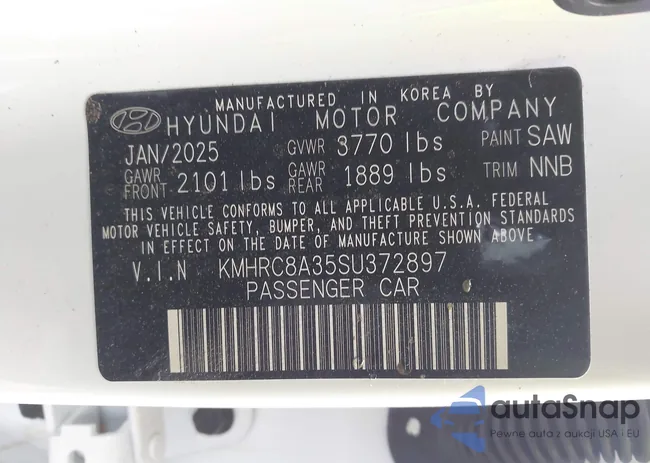 MANUFACTURED IN KOREA BY
HYUNDAI MOTOR COMPANY
JAN/2025 GVWR 3770 lbs PAINT SAW
GAWR FRONT 2101 lbs GAWR REAR 1889 lbs TRIM NNB
THIS VEHICLE CONFORMS TO ALL APPLICABLE U.S.A. FEDERAL
MOTOR VEHICLE SAFETY, BUMPER, AND THEFT PREVENTION STANDARDS
IN EFFECT ON THE DATE OF MANUFACTURE SHOWN ABOVE.
V.I.N KMHRC8A35SU372897
PASSENGER CAR
autaSnap
Pewne auta z aukcji USA i EU